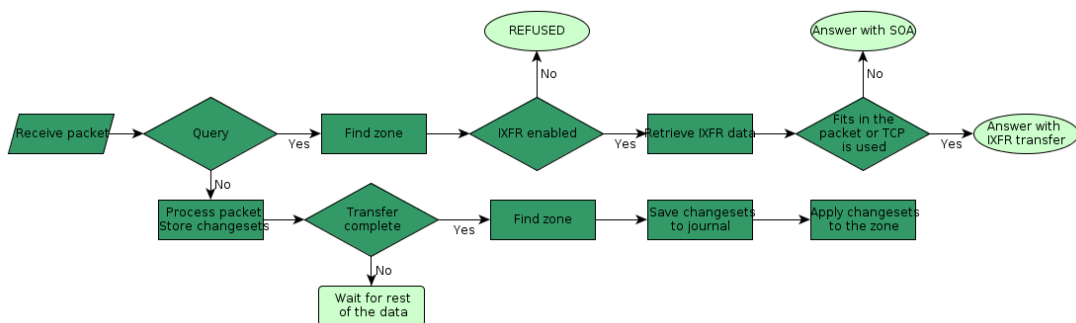 REFUSED
Answer with SOA
No
No
Receive packet
Query
Yes
Find zone
IXFR enabled
Yes
Retrieve IXFR data
Fits in the
packet or TCP
is used
Yes
Answer with
IXFR transfer
No
Process packet
Store changesets
Transfer
complete
Yes
Find zone
Save changesets
to journal
Apply changesets
to the zone
No
Wait for rest
of the data